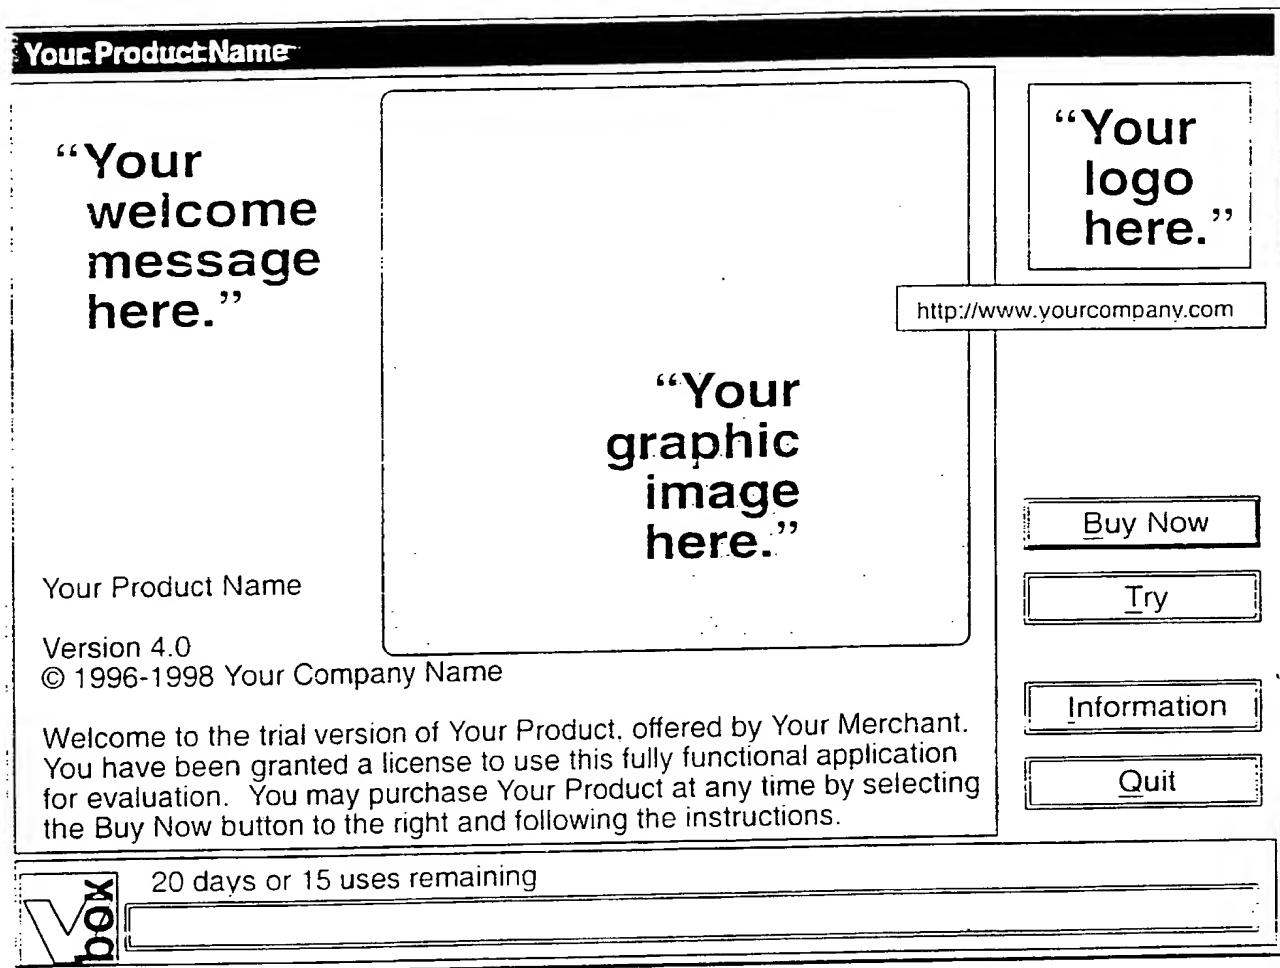 Your Product Name
“Your
welcome
message
here.”
“Your
graphic
image
here.”
“Your
logo
here.”
http://www.yourcompany.com
Buy Now
Try
Information
Quit
Your Product Name
Version 4.0
© 1996-1998 Your Company Name
Welcome to the trial version of Your Product, offered by Your Merchant.
You have been granted a license to use this fully functional application
for evaluation. You may purchase Your Product at any time by selecting
the Buy Now button to the right and following the instructions.
20 days or 15 uses remaining
Vbox